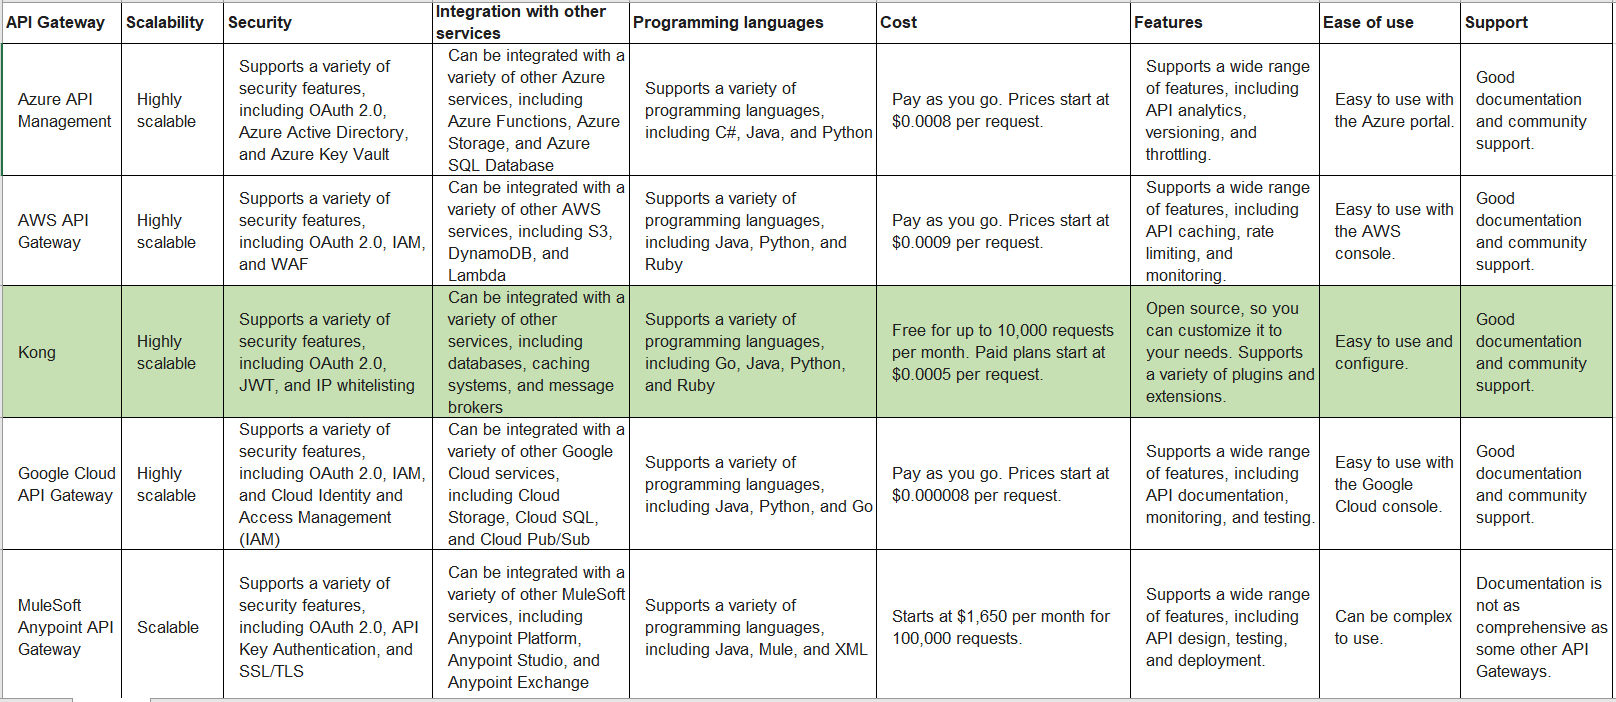 API Gateway
Scalability
Security
Integration with other
services
Programming languages
Cost
Features
Ease of use
Support
Azure API
Management
Highly
scalable
Supports a variety of
security features,
including OAuth 2.0,
Azure Active Directory,
and Azure Key Vault
Can be integrated with a
variety of other Azure
services, including
Azure Functions, Azure
Storage, and Azure
SQL Database
Supports a variety of
programming languages,
including C#, Java, and Python
Pay as you go. Prices start at
$0.0008 per request.
Supports a wide range
of features, including
API analytics,
versioning, and
throttling.
Easy to use with
the Azure portal.
Good
documentation
and community
support.
AWS API
Gateway
Highly
scalable
Supports a variety of
security features,
including OAuth 2.0, IAM,
and WAF
Can be integrated with a
variety of other AWS
services, including S3,
DynamoDB, and
Lambda
Supports a variety of
programming languages,
including Java, Python, and
Ruby
Pay as you go. Prices start at
$0.0009 per request.
Supports a wide range
of features, including
API caching, rate
limiting, and
monitoring.
Easy to use with
the AWS
console.
Good
documentation
and community
support.
Kong
Highly
scalable
Supports a variety of
security features,
including OAuth 2.0,
JWT, and IP whitelisting
Can be integrated with a
variety of other
services, including
databases, caching
systems, and message
brokers
Supports a variety of
programming languages,
including Go, Java, Python,
and Ruby
Free for up to 10,000 requests
per month. Paid plans start at
$0.0005 per request.
Open source, so you
can customize it to
your needs. Supports
a variety of plugins and
extensions.
Easy to use and
configure.
Good
documentation
and community
support.
Google Cloud
API Gateway
Highly
scalable
Supports a variety of
security features,
including OAuth 2.0, IAM,
and Cloud Identity and
Access Management
(IAM)
Can be integrated with a
variety of other Google
Cloud services,
including Cloud
Storage, Cloud SQL,
and Cloud Pub/Sub
Supports a variety of
programming languages,
including Java, Python, and Go
Pay as you go. Prices start at
$0.000008 per request.
Supports a wide range
of features, including
API documentation,
monitoring, and testing.
Easy to use with
the Google
Cloud console.
Good
documentation
and community
support.
MuleSoft
Anypoint API
Gateway
Scalable
Supports a variety of
security features,
including OAuth 2.0, API
Key Authentication, and
SSL/TLS
Can be integrated with a
variety of other MuleSoft
services, including
Anypoint Platform,
Anypoint Studio, and
Anypoint Exchange
Supports a variety of
programming languages,
including Java, Mule, and XML
Starts at $1,650 per month for
100,000 requests.
Supports a wide range
of features, including
API design, testing,
and deployment.
Can be complex
to use.
Documentation is
not as
comprehensive as
some other API
Gateways.